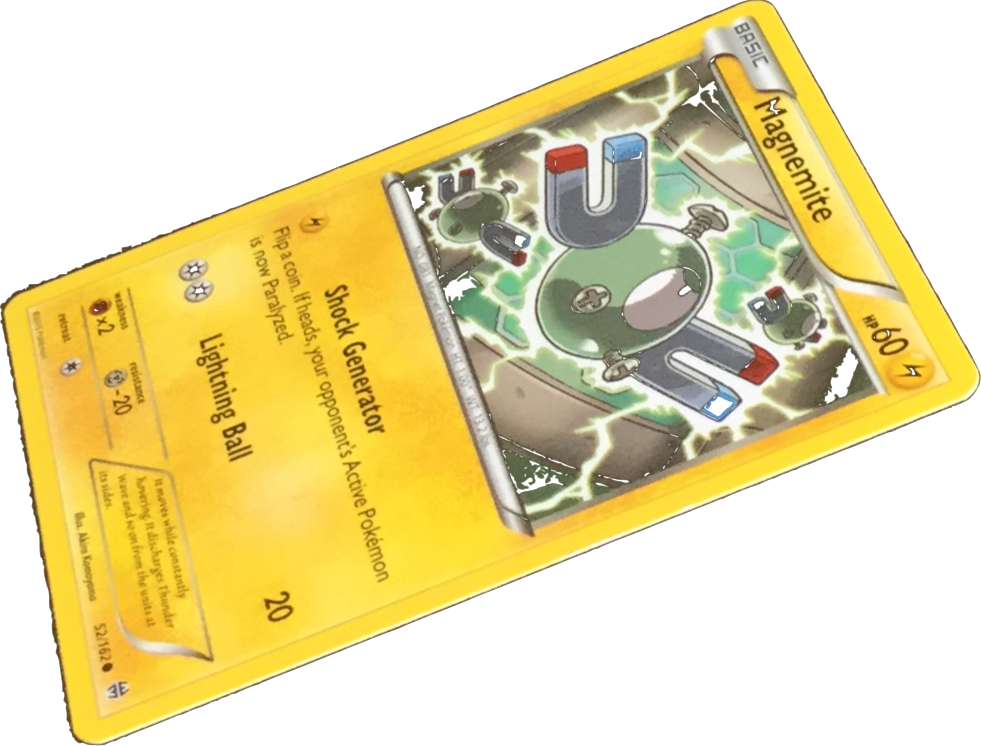 BASIC
Magnemite
HP60
Shock Generator
Flip a coin. If heads, your opponent's Active Pokémon
is now Paralyzed.
Lightning Ball
20
weakness
×2
resistance
-20
retreat
It moves while constantly
hovering. It discharges Thunder
Wave and so on from the units at
its sides.
Illus. Akira Komayama
52/162